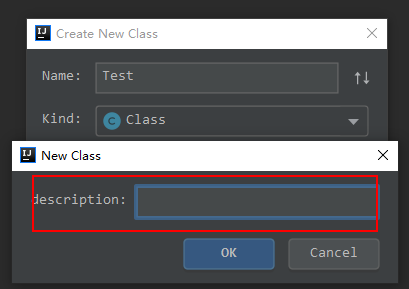 IJ Create New Class
Name: Test
Kind: C Class
IJ New Class
description:
OK Cancel